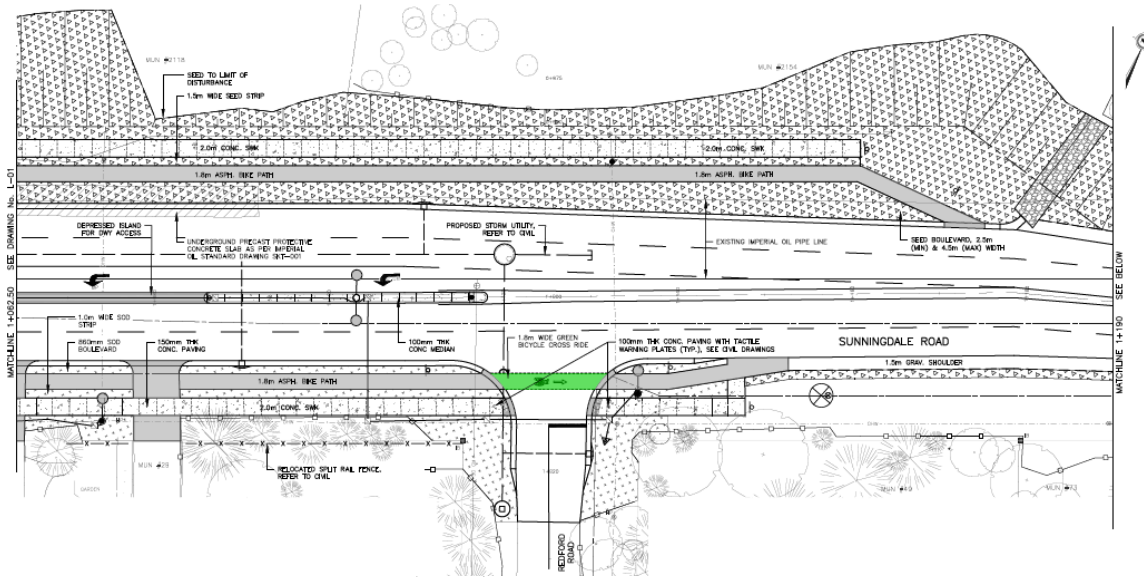 MUN #2118
SEED TO LIMIT OF
DISTURBANCE
1.5m WIDE SEED STRIP
MUN #2154
2.0m CONC. SWK
2.0m CONC. SWK
1.8m ASPH. BIKE PATH
1.8m ASPH. BIKE PATH
MATCHLINE 1+062.50 SEE DRAWING No. L-01
DEPRESSED ISLAND
FOR DWY ACCESS
UNDERGROUND PRECAST PROTECTIVE
CONCRETE SLAB AS PER IMPERIAL
OIL STANDARD DRAWING SKT-001
PROPOSED STORM UTILITY,
REFER TO CIVIL
EXISTING IMPERIAL OIL PIPE LINE
SEED BOULEVARD, 2.5m
(MIN) & 4.5m (MAX) WIDTH
MATCHLINE 1+190 SEE BELOW
1.0m WIDE SOD
STRIP
860mm SOD
BOULEVARD
150mm THK
CONC. PAVING
100mm THK
CONC MEDIAN
1.8m WIDE GREEN
BICYCLE CROSS RIDE
100mm THK CONC. PAVING WITH TACTILE
WARNING PLATES (TYP.), SEE CIVIL DRAWINGS
SUNNINGDALE ROAD
1.5m GRAV. SHOULDER
1.8m ASPH. BIKE PATH
2.0m CONC. SWK
RELOCATED SPLIT RAIL FENCE,
REFER TO CIVIL
MUN #29
GARDEN
REDFORD
ROAD